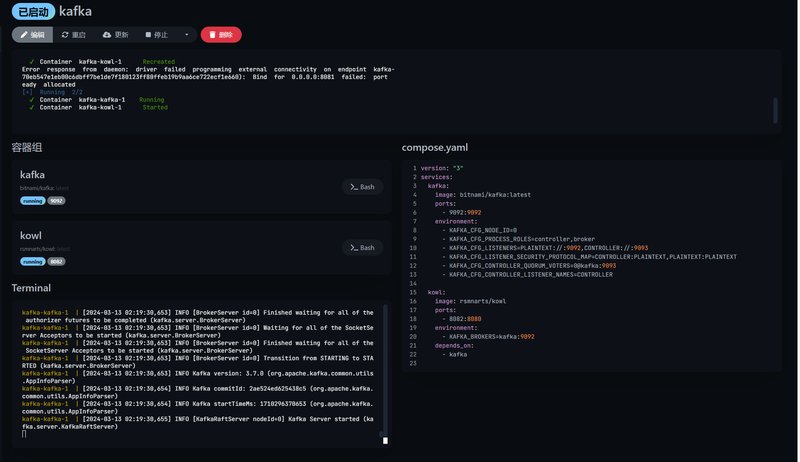 已启动 kafka
编辑 重启 更新 停止 删除
✔ Container kafka-kowl-1 Recreated
Error response from daemon: driver failed programming external connectivity on endpoint kafka-
70eb547e1eb00c6dbff7be1de7f180123ff80ffeb19b9aa6ce722ecf1e660): Bind for 0.0.0.0:8081 failed: port
eady allocated
[+] Running 2/2
✔ Container kafka-kafka-1 Running
✔ Container kafka-kowl-1 Started
容器组
kafka
bitnami/kafka:latest
running 9092
>_ Bash
kowl
rsmnarts/kowl:latest
running 8082
>_ Bash
Terminal
kafka-kafka-1 | [2024-03-13 02:19:30,653] INFO [BrokerServer id=0] Finished waiting for all of the
authorizer futures to be completed (kafka.server.BrokerServer)
kafka-kafka-1 | [2024-03-13 02:19:30,653] INFO [BrokerServer id=0] Waiting for all of the SocketSe
rver Acceptors to be started (kafka.server.BrokerServer)
kafka-kafka-1 | [2024-03-13 02:19:30,653] INFO [BrokerServer id=0] Finished waiting for all of the
SocketServer Acceptors to be started (kafka.server.BrokerServer)
kafka-kafka-1 | [2024-03-13 02:19:30,653] INFO [BrokerServer id=0] Transition from STARTING to STA
RTED (kafka.server.BrokerServer)
kafka-kafka-1 | [2024-03-13 02:19:30,653] INFO Kafka version: 3.7.0 (org.apache.kafka.common.utils
.AppInfoParser)
kafka-kafka-1 | [2024-03-13 02:19:30,654] INFO Kafka commitId: 2ae524ed625438c5 (org.apache.kafka.
common.utils.AppInfoParser)
kafka-kafka-1 | [2024-03-13 02:19:30,654] INFO Kafka startTimeMs: 1710296370653 (org.apache.kafka.
common.utils.AppInfoParser)
kafka-kafka-1 | [2024-03-13 02:19:30,655] INFO [KafkaRaftServer nodeId=0] Kafka Server started (ka
fka.server.KafkaRaftServer)
compose.yaml
1 version: "3"
2 services:
3 kafka:
4 image: bitnami/kafka:latest
5 ports:
6 - 9092:9092
7 environment:
8 - KAFKA_CFG_NODE_ID=0
9 - KAFKA_CFG_PROCESS_ROLES=controller,broker
10 - KAFKA_CFG_LISTENERS=PLAINTEXT://:9092,CONTROLLER://:9093
11 - KAFKA_CFG_LISTENER_SECURITY_PROTOCOL_MAP=CONTROLLER:PLAINTEXT,PLAINTEXT:PLAINTEXT
12 - KAFKA_CFG_CONTROLLER_QUORUM_VOTERS=0@kafka:9093
13 - KAFKA_CFG_CONTROLLER_LISTENER_NAMES=CONTROLLER
14
15 kowl:
16 image: rsmnarts/kowl
17 ports:
18 - 8082:8080
19 environment:
20 - KAFKA_BROKERS=kafka:9092
21 depends_on:
22 - kafka
23